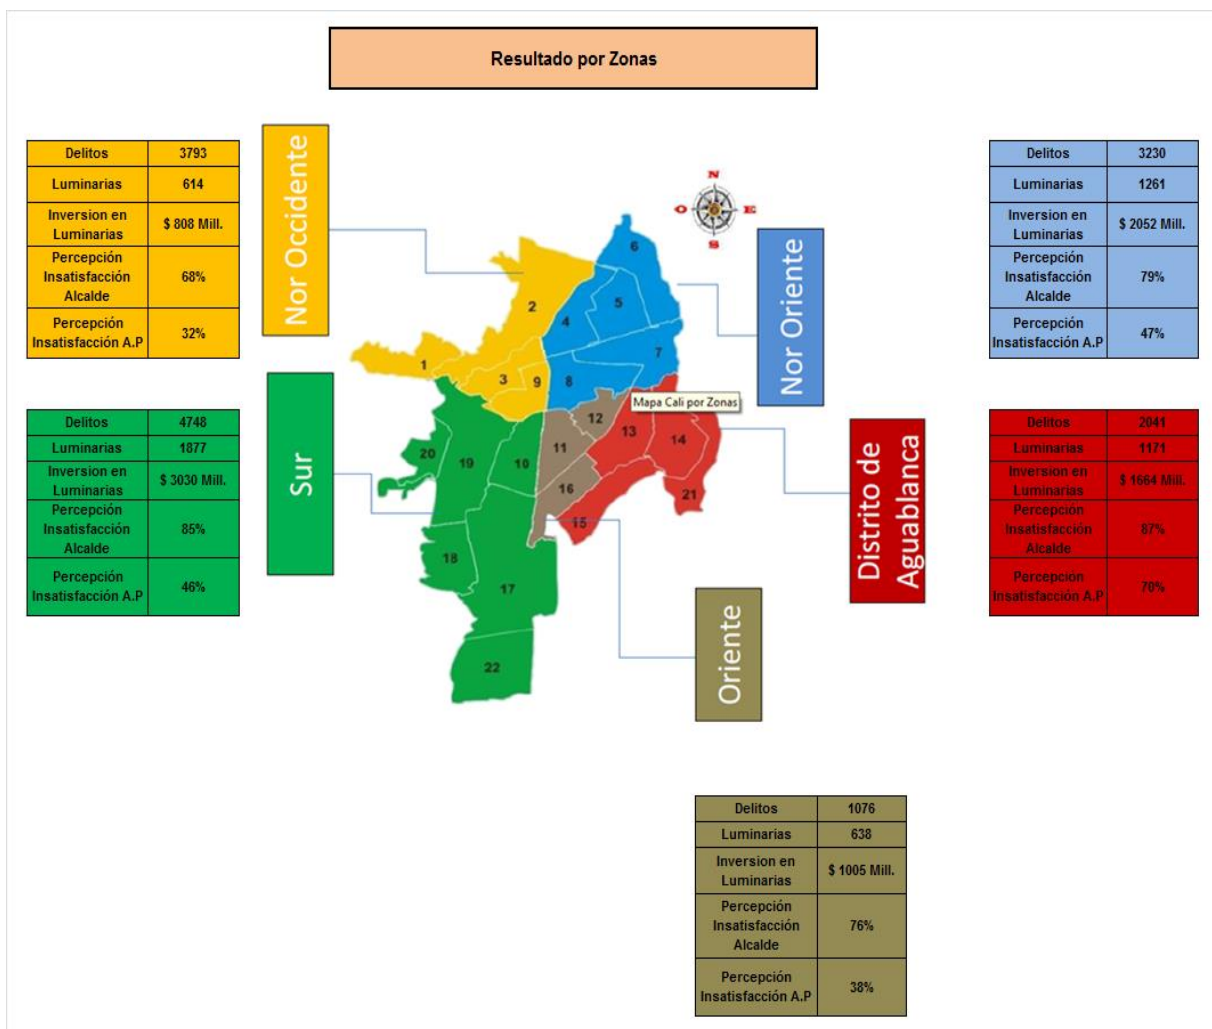 Resultado por Zonas
Delitos 3793
Luminarias 614
Inversion en
Luminarias
$ 808 Mill.
Percepción
Insatisfacción
Alcalde
68%
Percepción
Insatisfacción A.P
32%
Nor Occidente
N
O E
S
Nor Oriente
Delitos 3230
Luminarias 1261
Inversion en
Luminarias
$ 2052 Mill.
Percepción
Insatisfacción
Alcalde
79%
Percepción
Insatisfacción A.P
47%
6
2
5
4
7
1
3
9
8
Mapa Cali por Zonas
12
13
14
11
20
19
10
16
21
15
18
17
22
Delitos 4748
Luminarias 1877
Inversion en
Luminarias
$ 3030 Mill.
Percepción
Insatisfacción
Alcalde
85%
Percepción
Insatisfacción A.P
46%
Sur
Distrito de
Aguablanca
Delitos 2041
Luminarias 1171
Inversion en
Luminarias
$ 1664 Mill.
Percepción
Insatisfacción
Alcalde
87%
Percepción
Insatisfacción A.P
70%
Oriente
Delitos 1076
Luminarias 638
Inversion en
Luminarias
$ 1005 Mill.
Percepción
Insatisfacción
Alcalde
76%
Percepción
Insatisfacción A.P
38%